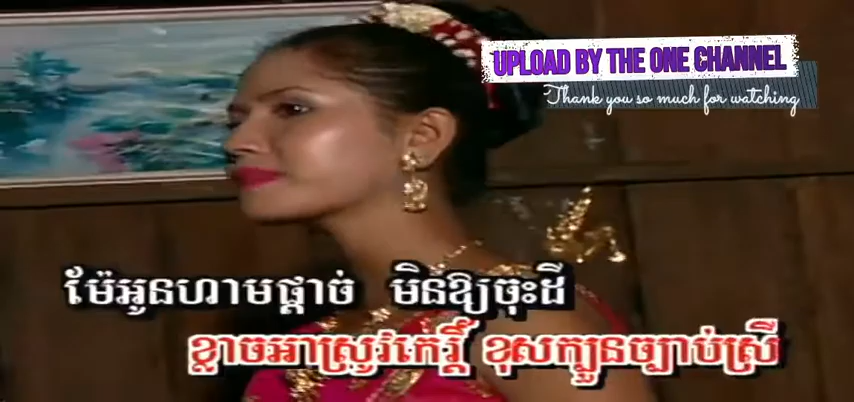 UPLOAD BY THE ONE CHANNEL
Thank you so much for watching
ម៉ែអូនហាមផ្ដាច់ មិនឱ្យចុះដី
ខ្លាចអាស្រូវកេរ្តិ៍ ខុសក្បួនច្បាប់ស្រី